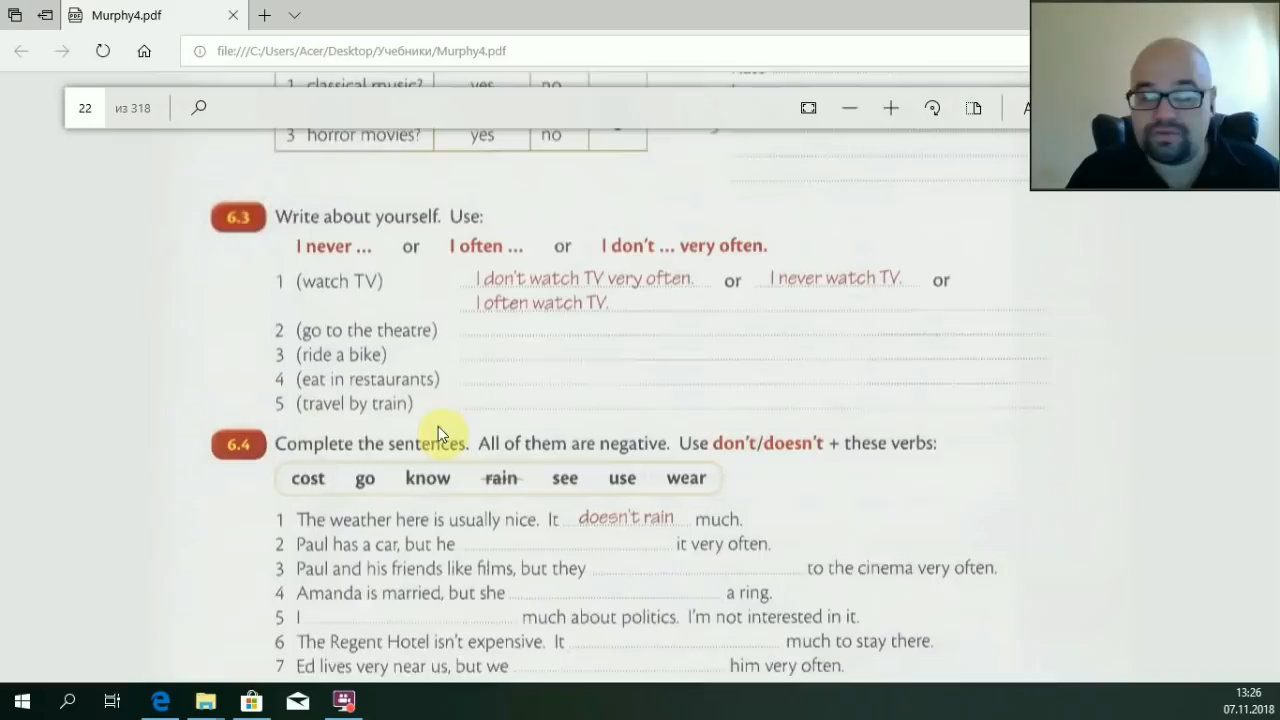 Murphy4.pdf
file:///C:/Users/Acer/Desktop/Учебники/Murphy4.pdf
1 classical music? yes no
22 из 318
3 horror movies? yes no
6.3 Write about yourself. Use:
I never ... or I often ... or I don't ... very often.
1 (watch TV) I don't watch TV very often. or I never watch TV. or
I often watch TV.
2 (go to the theatre)
3 (ride a bike)
4 (eat in restaurants)
5 (travel by train)
6.4 Complete the sentences. All of them are negative. Use don't/doesn't + these verbs:
cost go know rain see use wear
1 The weather here is usually nice. It doesn't rain much.
2 Paul has a car, but he it very often.
3 Paul and his friends like films, but they to the cinema very often.
4 Amanda is married, but she a ring.
5 I much about politics. I'm not interested in it.
6 The Regent Hotel isn't expensive. It much to stay there.
7 Ed lives very near us, but we him very often.
13:26
07.11.2018